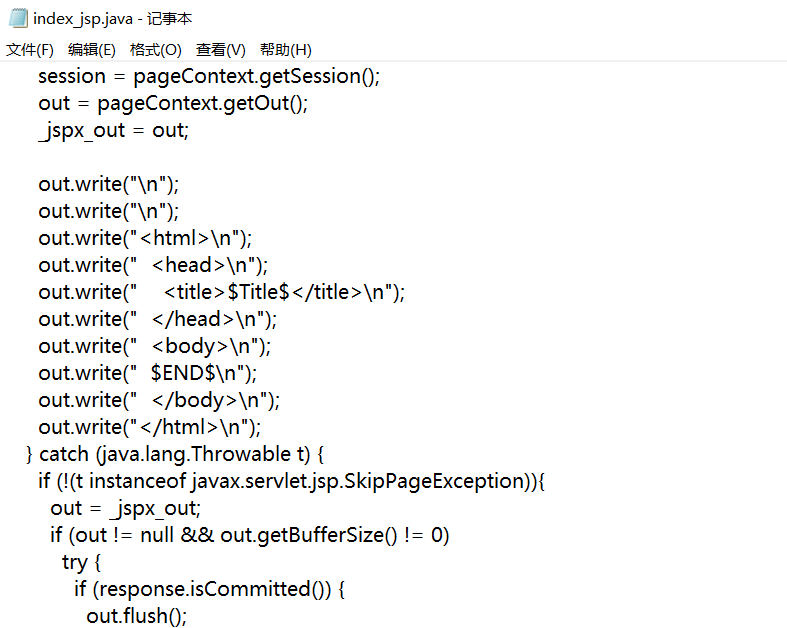 index_jsp.java - 记事本
文件(F) 编辑(E) 格式(O) 查看(V) 帮助(H)
session = pageContext.getSession();
out = pageContext.getOut();
_jspx_out = out;
out.write("\n");
out.write("\n");
out.write("<html>\n");
out.write("  <head>\n");
out.write("    <title>$Title$</title>\n");
out.write("  </head>\n");
out.write("  <body>\n");
out.write("  $END$\n");
out.write("  </body>\n");
out.write("</html>\n");
} catch (java.lang.Throwable t) {
if (!(t instanceof javax.servlet.jsp.SkipPageException)){
out = _jspx_out;
if (out != null && out.getBufferSize() != 0)
try {
if (response.isCommitted()) {
out.flush();